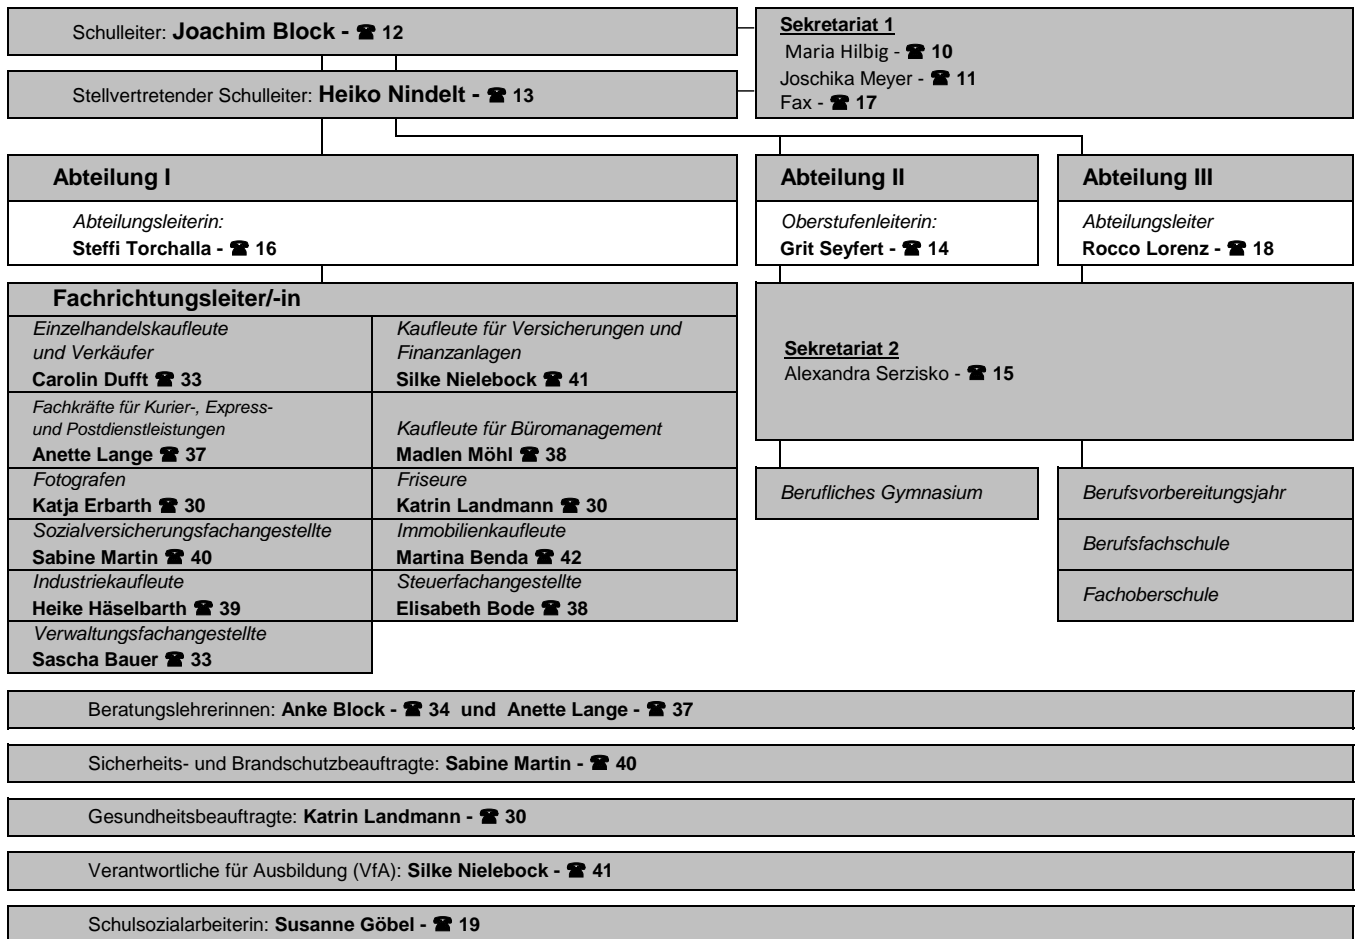 Schulleiter: Joachim Block - ☎ 12
Sekretariat 1
Maria Hilbig - ☎ 10
Joschika Meyer - ☎ 11
Fax - ☎ 17
Stellvertretender Schulleiter: Heiko Nindelt - ☎ 13
Abteilung I
Abteilungsleiterin:
Steffi Torchalla - ☎ 16
Abteilung II
Oberstufenleiterin:
Grit Seyfert - ☎ 14
Abteilung III
Abteilungsleiter
Rocco Lorenz - ☎ 18
Fachrichtungsleiter/-in
Einzelhandelskaufleute
und Verkäufer
Carolin Dufft ☎ 33
Kaufleute für Versicherungen und
Finanzanlagen
Silke Nielebock ☎ 41
Fachkräfte für Kurier-, Express-
und Postdienstleistungen
Anette Lange ☎ 37
Kaufleute für Büromanagement
Madlen Möhl ☎ 38
Fotografen
Katja Erbarth ☎ 30
Friseure
Katrin Landmann ☎ 30
Sozialversicherungsfachangestellte
Sabine Martin ☎ 40
Immobilienkaufleute
Martina Benda ☎ 42
Industriekaufleute
Heike Häselbarth ☎ 39
Steuerfachangestellte
Elisabeth Bode ☎ 38
Verwaltungsfachangestellte
Sascha Bauer ☎ 33
Sekretariat 2
Alexandra Serzisko - ☎ 15
Berufliches Gymnasium
Berufsvorbereitungsjahr
Berufsfachschule
Fachoberschule
Beratungslehrerinnen: Anke Block - ☎ 34 und Anette Lange - ☎ 37
Sicherheits- und Brandschutzbeauftragte: Sabine Martin - ☎ 40
Gesundheitsbeauftragte: Katrin Landmann - ☎ 30
Verantwortliche für Ausbildung (VfA): Silke Nielebock - ☎ 41
Schulsozialarbeiterin: Susanne Göbel - ☎ 19